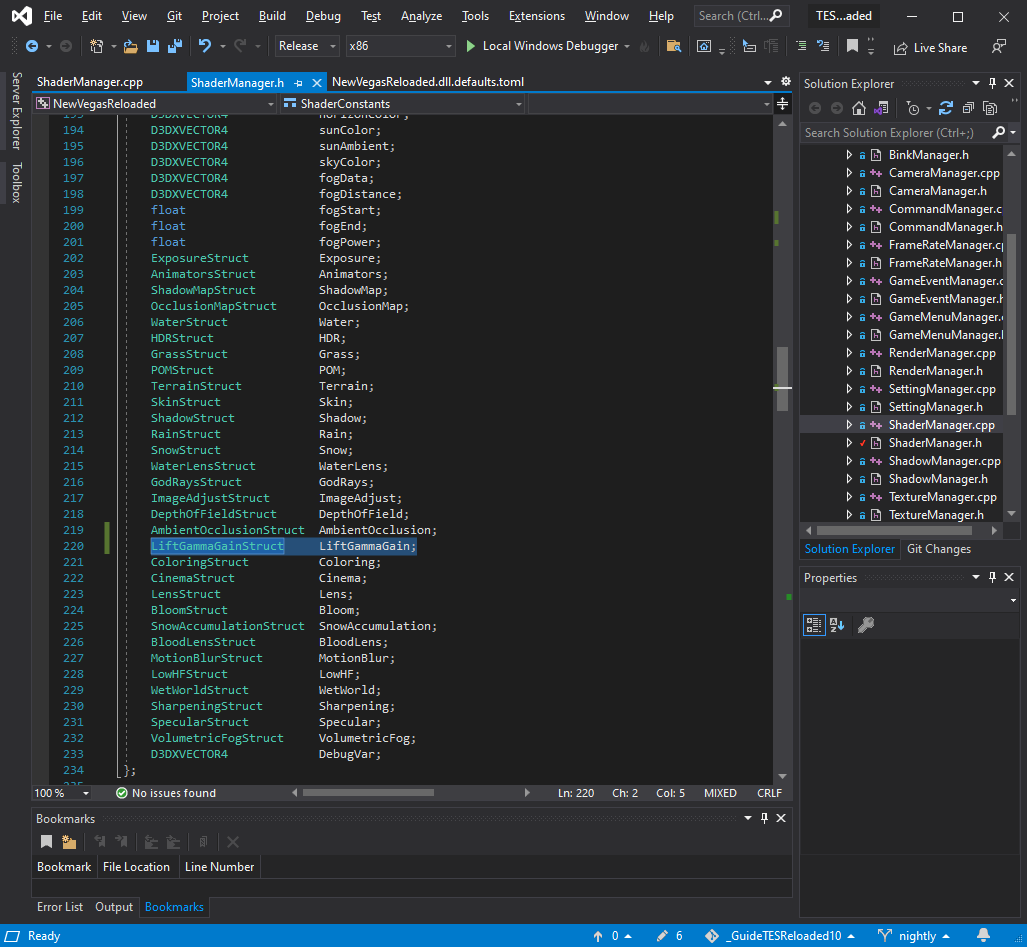 File Edit View Git Project Build Debug Test Analyze Tools Extensions Window Help Search (Ctrl... TES...aded
Release x86 Local Windows Debugger Live Share
Server Explorer
Toolbox
ShaderManager.cpp ShaderManager.h NewVegasReloaded.dll.defaults.toml
NewVegasReloaded ShaderConstants
193 D3DXVECTOR4 horizonColor;
194 D3DXVECTOR4 sunColor;
195 D3DXVECTOR4 sunAmbient;
196 D3DXVECTOR4 skyColor;
197 D3DXVECTOR4 fogData;
198 D3DXVECTOR4 fogDistance;
199 float fogStart;
200 float fogEnd;
201 float fogPower;
202 ExposureStruct Exposure;
203 AnimatorsStruct Animators;
204 ShadowMapStruct ShadowMap;
205 OcclusionMapStruct OcclusionMap;
206 WaterStruct Water;
207 HDRStruct HDR;
208 GrassStruct Grass;
209 POMStruct POM;
210 TerrainStruct Terrain;
211 SkinStruct Skin;
212 ShadowStruct Shadow;
213 RainStruct Rain;
214 SnowStruct Snow;
215 WaterLensStruct WaterLens;
216 GodRaysStruct GodRays;
217 ImageAdjustStruct ImageAdjust;
218 DepthOfFieldStruct DepthOfField;
219 AmbientOcclusionStruct AmbientOcclusion;
220 LiftGammaGainStruct LiftGammaGain;
221 ColoringStruct Coloring;
222 CinemaStruct Cinema;
223 LensStruct Lens;
224 BloomStruct Bloom;
225 SnowAccumulationStruct SnowAccumulation;
226 BloodLensStruct BloodLens;
227 MotionBlurStruct MotionBlur;
228 LowHFStruct LowHF;
229 WetWorldStruct WetWorld;
230 SharpeningStruct Sharpening;
231 SpecularStruct Specular;
232 VolumetricFogStruct VolumetricFog;
233 D3DXVECTOR4 DebugVar;
234 };
235
100 % No issues found Ln: 220 Ch: 2 Col: 5 MIXED CRLF
Bookmarks
Bookmark File Location Line Number
Error List Output Bookmarks
Solution Explorer
Search Solution Explorer (Ctrl+;)
BinkManager.h
CameraManager.cpp
CameraManager.h
CommandManager.c
CommandManager.h
FrameRateManager.cp
FrameRateManager.h
GameEventManager.c
GameEventManager.h
GameMenuManager.c
GameMenuManager.h
RenderManager.cpp
RenderManager.h
SettingManager.cpp
SettingManager.h
ShaderManager.cpp
ShaderManager.h
ShadowManager.cpp
ShadowManager.h
TextureManager.cpp
TextureManager.h
Solution Explorer Git Changes
Properties
Ready 0 6 _GuideTESReloaded10 nightly